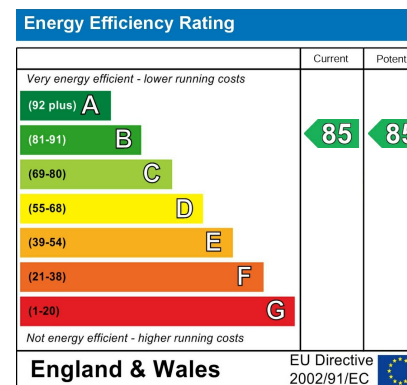 Energy Efficiency Rating
Current Potent
Very energy efficient - lower running costs
(92 plus) A
(81-91) B 85 85
(69-80) C
(55-68) D
(39-54) E
(21-38) F
(1-20) G
Not energy efficient - higher running costs
England & Wales
EU Directive
2002/91/EC